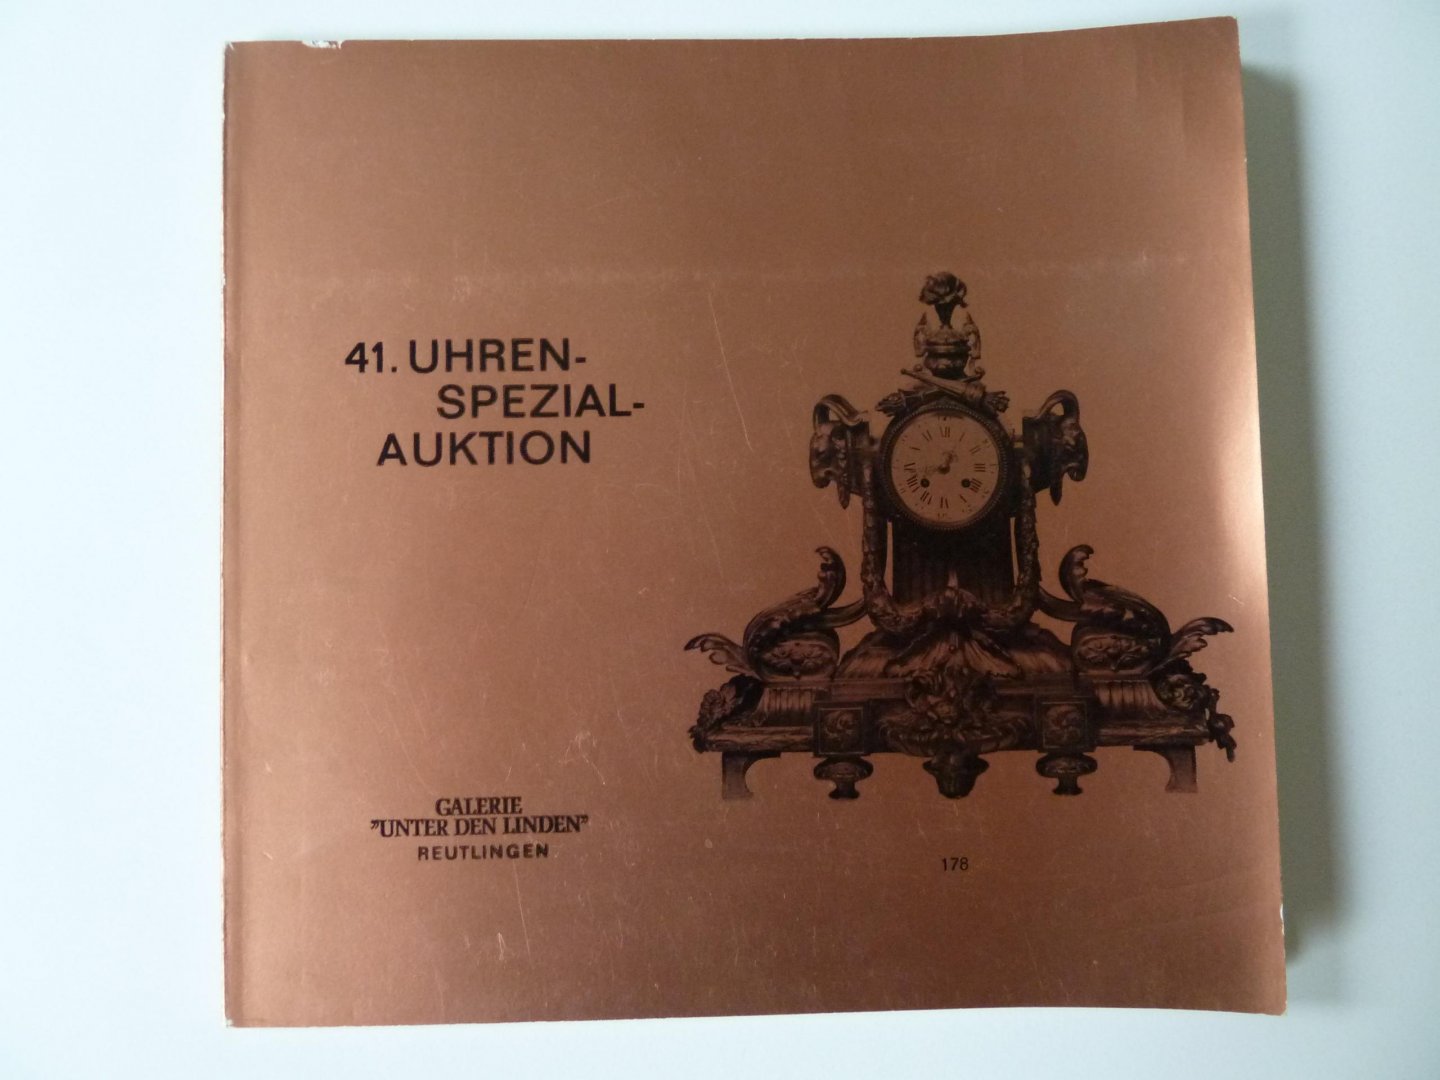 41. UHREN-
SPEZIAL-
AUKTION
GALERIE
"UNTER DEN LINDEN"
REUTLINGEN
178